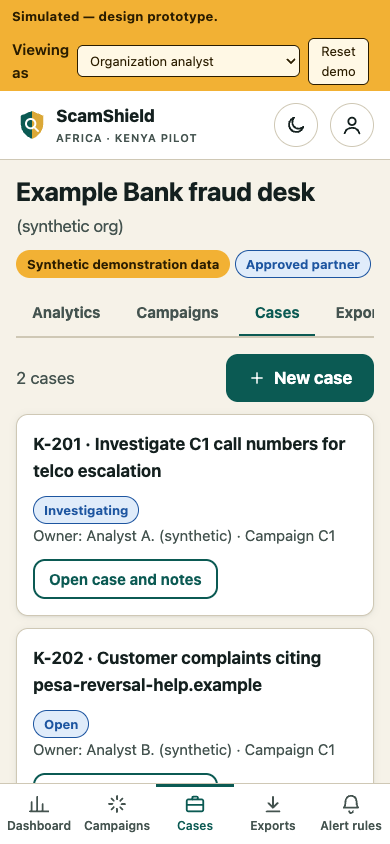 Simulated — design prototype.
Viewing as
Organization analyst
Reset demo
ScamShield
AFRICA · KENYA PILOT
Example Bank fraud desk
(synthetic org)
Synthetic demonstration data
Approved partner
Analytics
Campaigns
Cases
Expor
2 cases
+ New case
K-201 · Investigate C1 call numbers for
telco escalation
Investigating
Owner: Analyst A. (synthetic) · Campaign C1
Open case and notes
K-202 · Customer complaints citing
pesa-reversal-help.example
Open
Owner: Analyst B. (synthetic) · Campaign C1
Dashboard
Campaigns
Cases
Exports
Alert rules